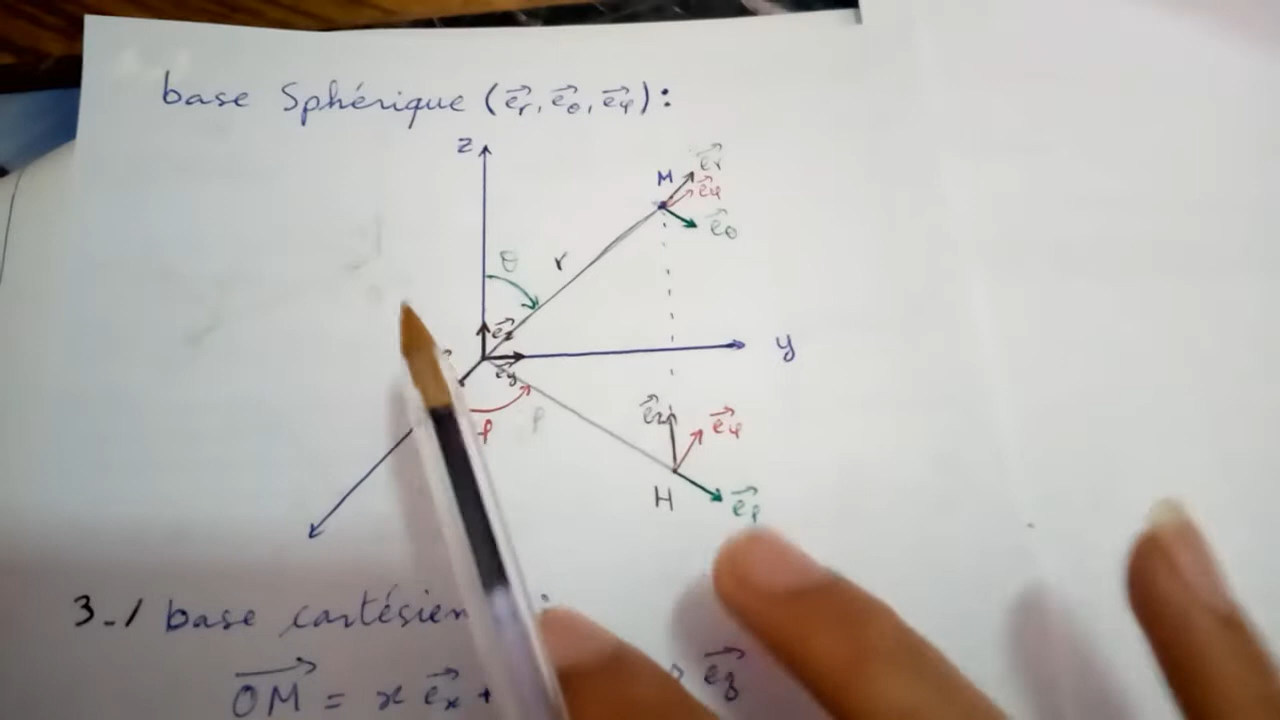 base Sphérique (e⃗r, e⃗θ, e⃗φ) :
z
M
e⃗r
e⃗φ
e⃗θ
θ
r
e⃗z
y
e⃗y
φ
ρ
e⃗z
e⃗φ
H
e⃗ρ
3-/ base cartésien
OM⃗ = x e⃗x +
e⃗z